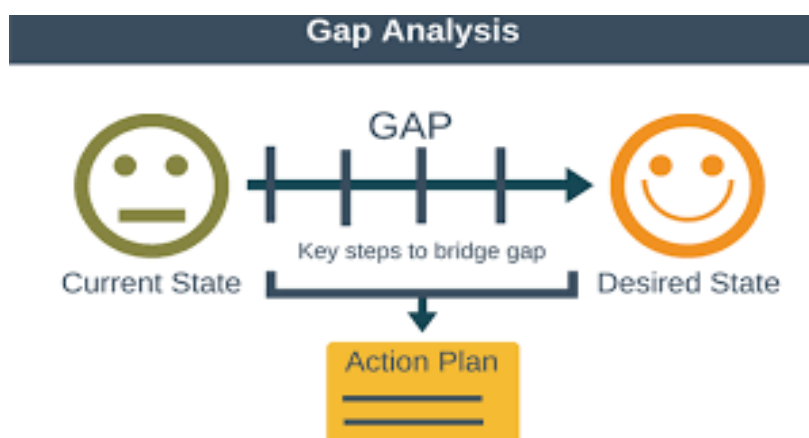 Gap Analysis
GAP
Key steps to bridge gap
Current State
Desired State
Action Plan